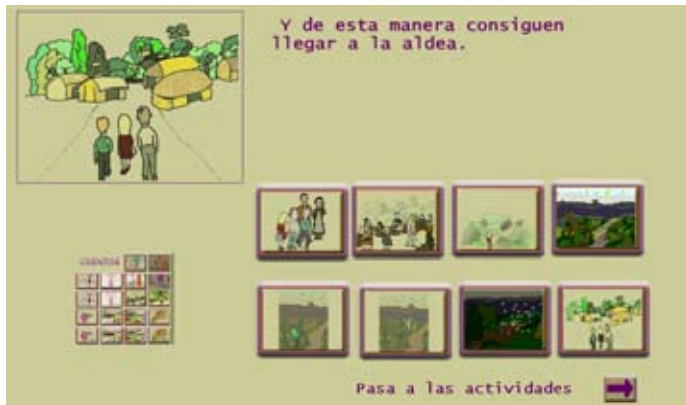 Y de esta manera consiguen
llegar a la aldea.
CUENTOS
Pasa a las actividades